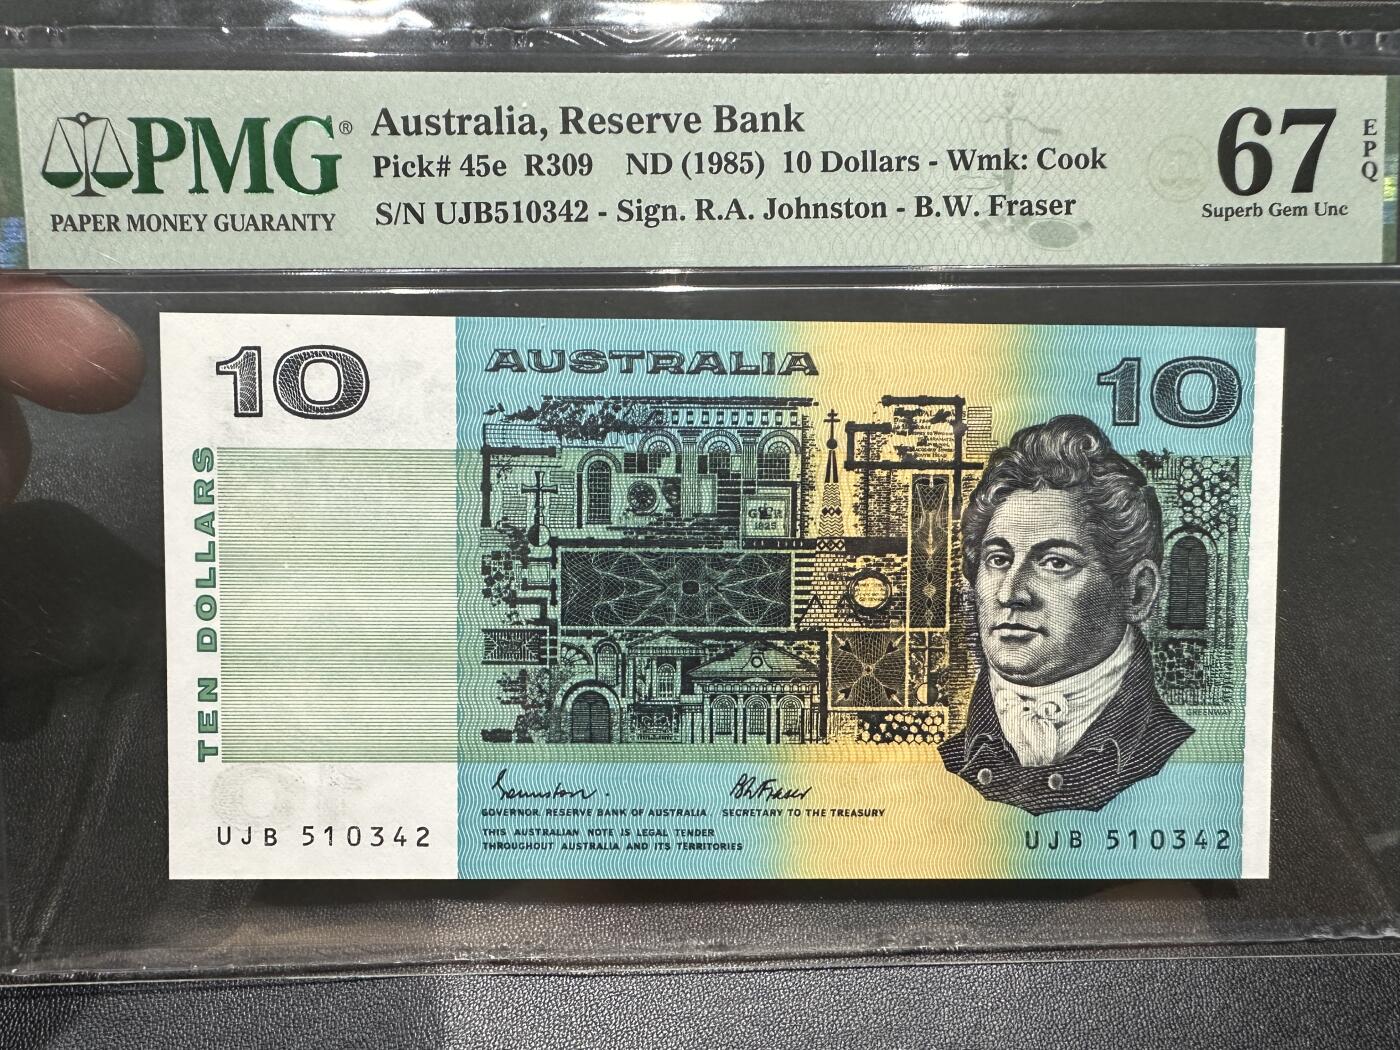 PMG®
PAPER MONEY GUARANTY
Australia, Reserve Bank
Pick# 45e R309 ND (1985) 10 Dollars - Wmk: Cook
S/N UJB510342 - Sign. R.A. Johnston - B.W. Fraser
67
EPQ
Superb Gem Unc
10
AUSTRALIA
10
TEN DOLLARS
G R
1825
GOVERNOR, RESERVE BANK OF AUSTRALIA
SECRETARY TO THE TREASURY
THIS AUSTRALIAN NOTE IS LEGAL TENDER
THROUGHOUT AUSTRALIA AND ITS TERRITORIES
UJB 510342
UJB 510342